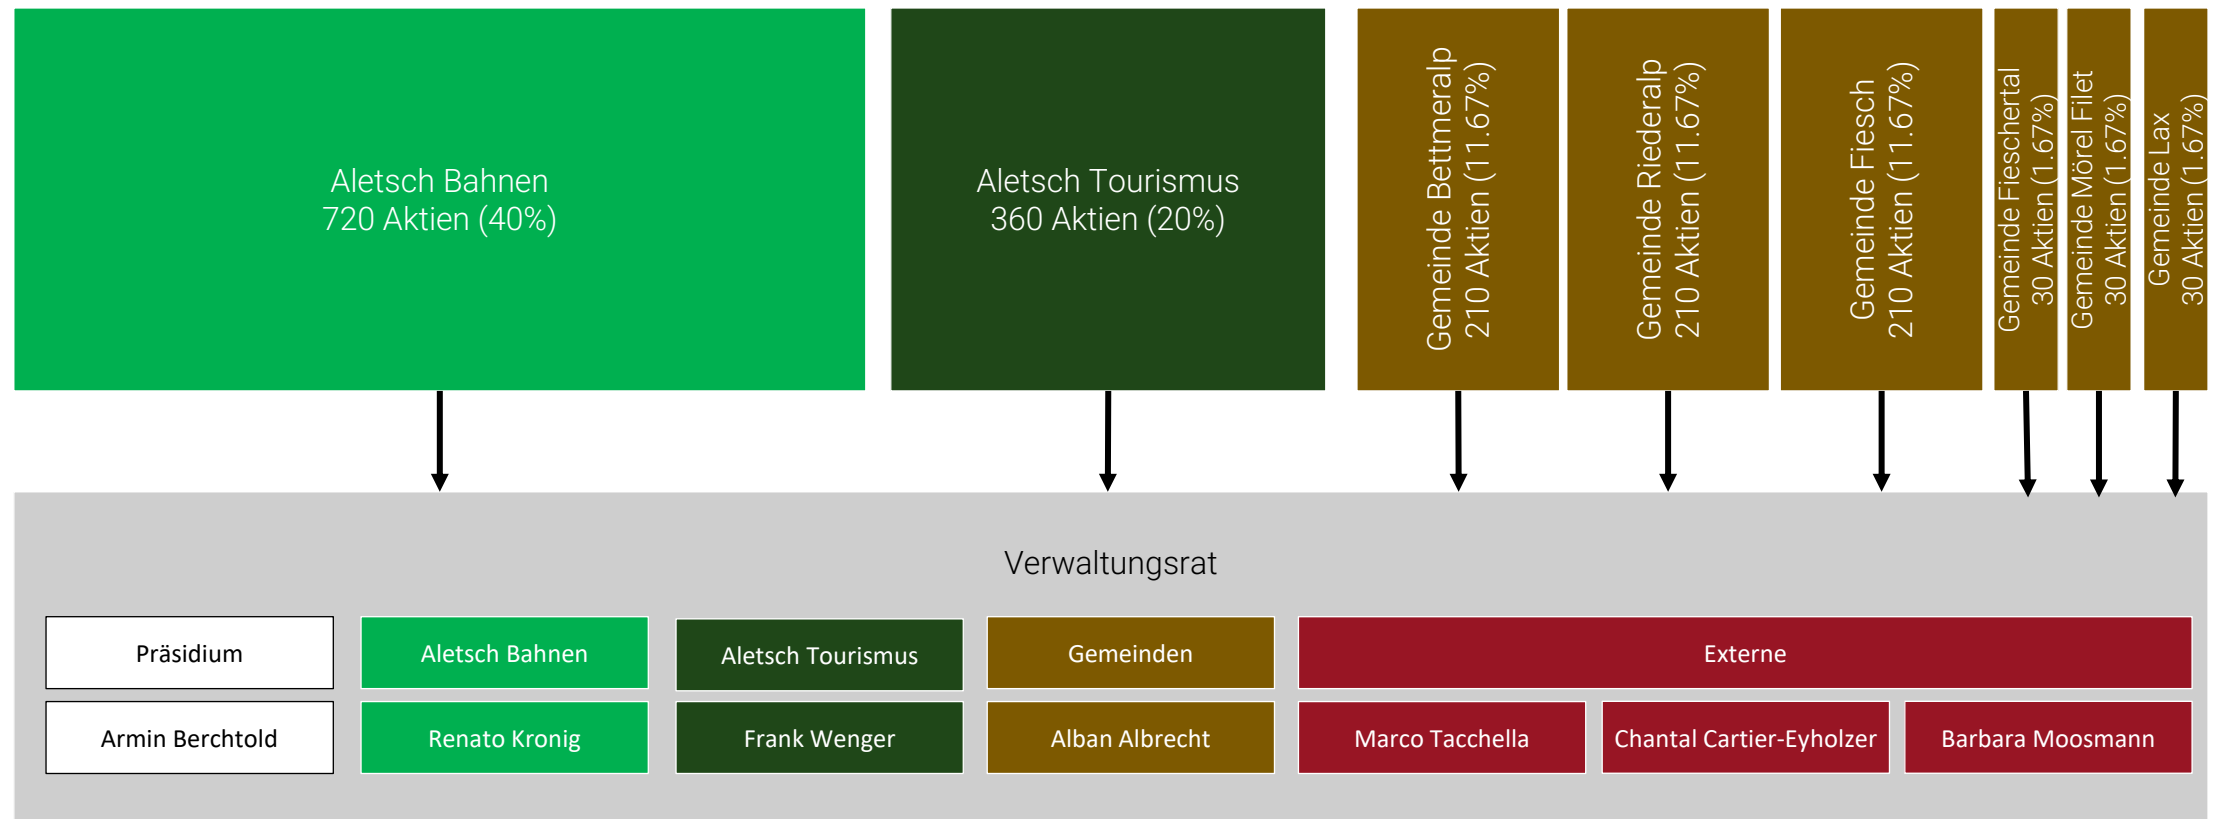 Aletsch Bahnen
720 Aktien (40%)
Aletsch Tourismus
360 Aktien (20%)
Gemeinde Bettmeralp
210 Aktien (11.67%)
Gemeinde Riederalp
210 Aktien (11.67%)
Gemeinde Fiesch
210 Aktien (11.67%)
Gemeinde Fieschertal
30 Aktien (1.67%)
Gemeinde Mörel Filet
30 Aktien (1.67%)
Gemeinde Lax
30 Aktien (1.67%)
Verwaltungsrat
Präsidium
Aletsch Bahnen
Aletsch Tourismus
Gemeinden
Externe
Armin Berchtold
Renato Kronig
Frank Wenger
Alban Albrecht
Marco Tacchella
Chantal Cartier-Eyholzer
Barbara Moosmann